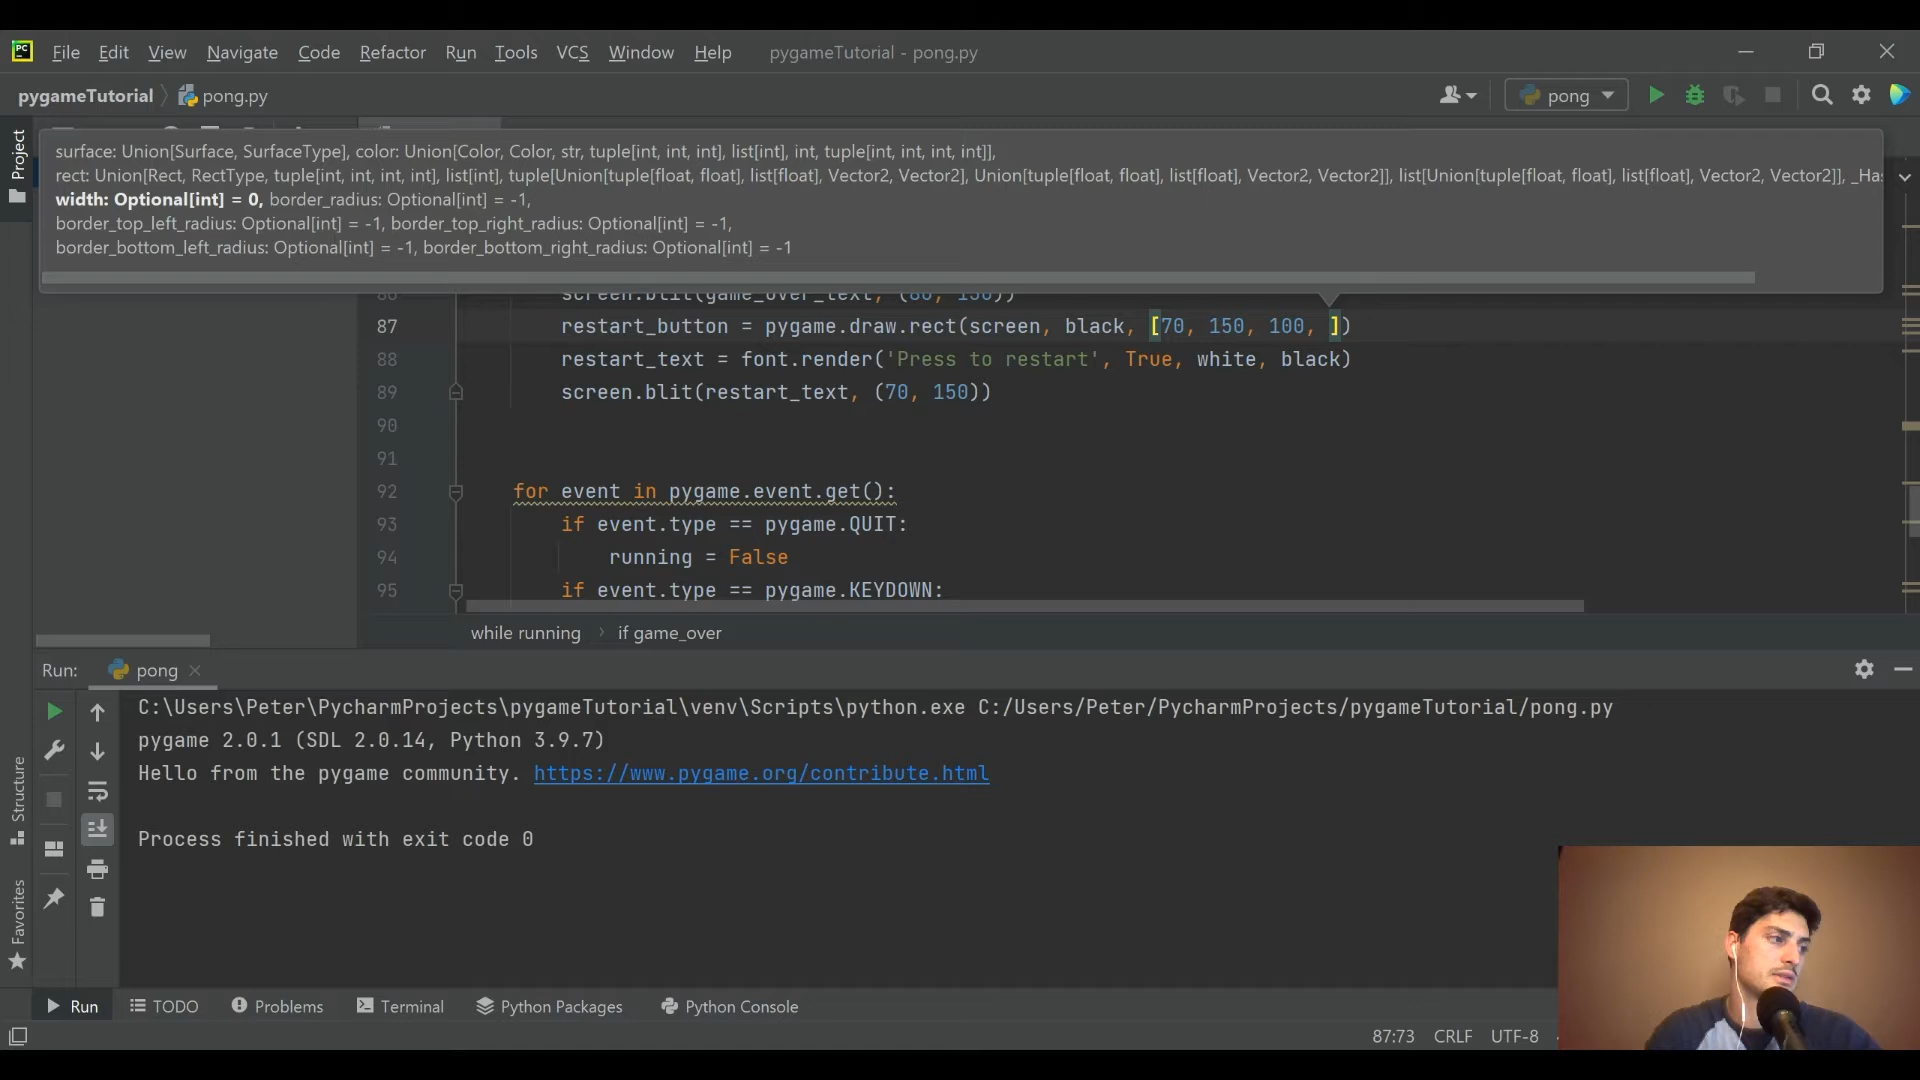 File Edit View Navigate Code Refactor Run Tools VCS Window Help pygameTutorial - pong.py
pygameTutorial pong.py pong
Project
surface: Union[Surface, SurfaceType], color: Union[Color, Color, str, tuple[int, int, int], list[int], int, tuple[int, int, int, int]],
rect: Union[Rect, RectType, tuple[int, int, int, int], list[int], tuple[Union[tuple[float, float], list[float], Vector2, Vector2], Union[tuple[float, float], list[float], Vector2, Vector2]], list[Union[tuple[float, float], list[float], Vector2, Vector2]], _Ha
width: Optional[int] = 0, border_radius: Optional[int] = -1,
border_top_left_radius: Optional[int] = -1, border_top_right_radius: Optional[int] = -1,
border_bottom_left_radius: Optional[int] = -1, border_bottom_right_radius: Optional[int] = -1
screen.blit(game_over_text, (80, 130))
87 restart_button = pygame.draw.rect(screen, black, [70, 150, 100, ])
88 restart_text = font.render('Press to restart', True, white, black)
89 screen.blit(restart_text, (70, 150))
90
91
92 for event in pygame.event.get():
93 if event.type == pygame.QUIT:
94 running = False
95 if event.type == pygame.KEYDOWN:
while running if game_over
Run: pong
C:\Users\Peter\PycharmProjects\pygameTutorial\venv\Scripts\python.exe C:/Users/Peter/PycharmProjects/pygameTutorial/pong.py
pygame 2.0.1 (SDL 2.0.14, Python 3.9.7)
Hello from the pygame community. https://www.pygame.org/contribute.html
Process finished with exit code 0
Structure
Favorites
Run TODO Problems Terminal Python Packages Python Console
87:73 CRLF UTF-8